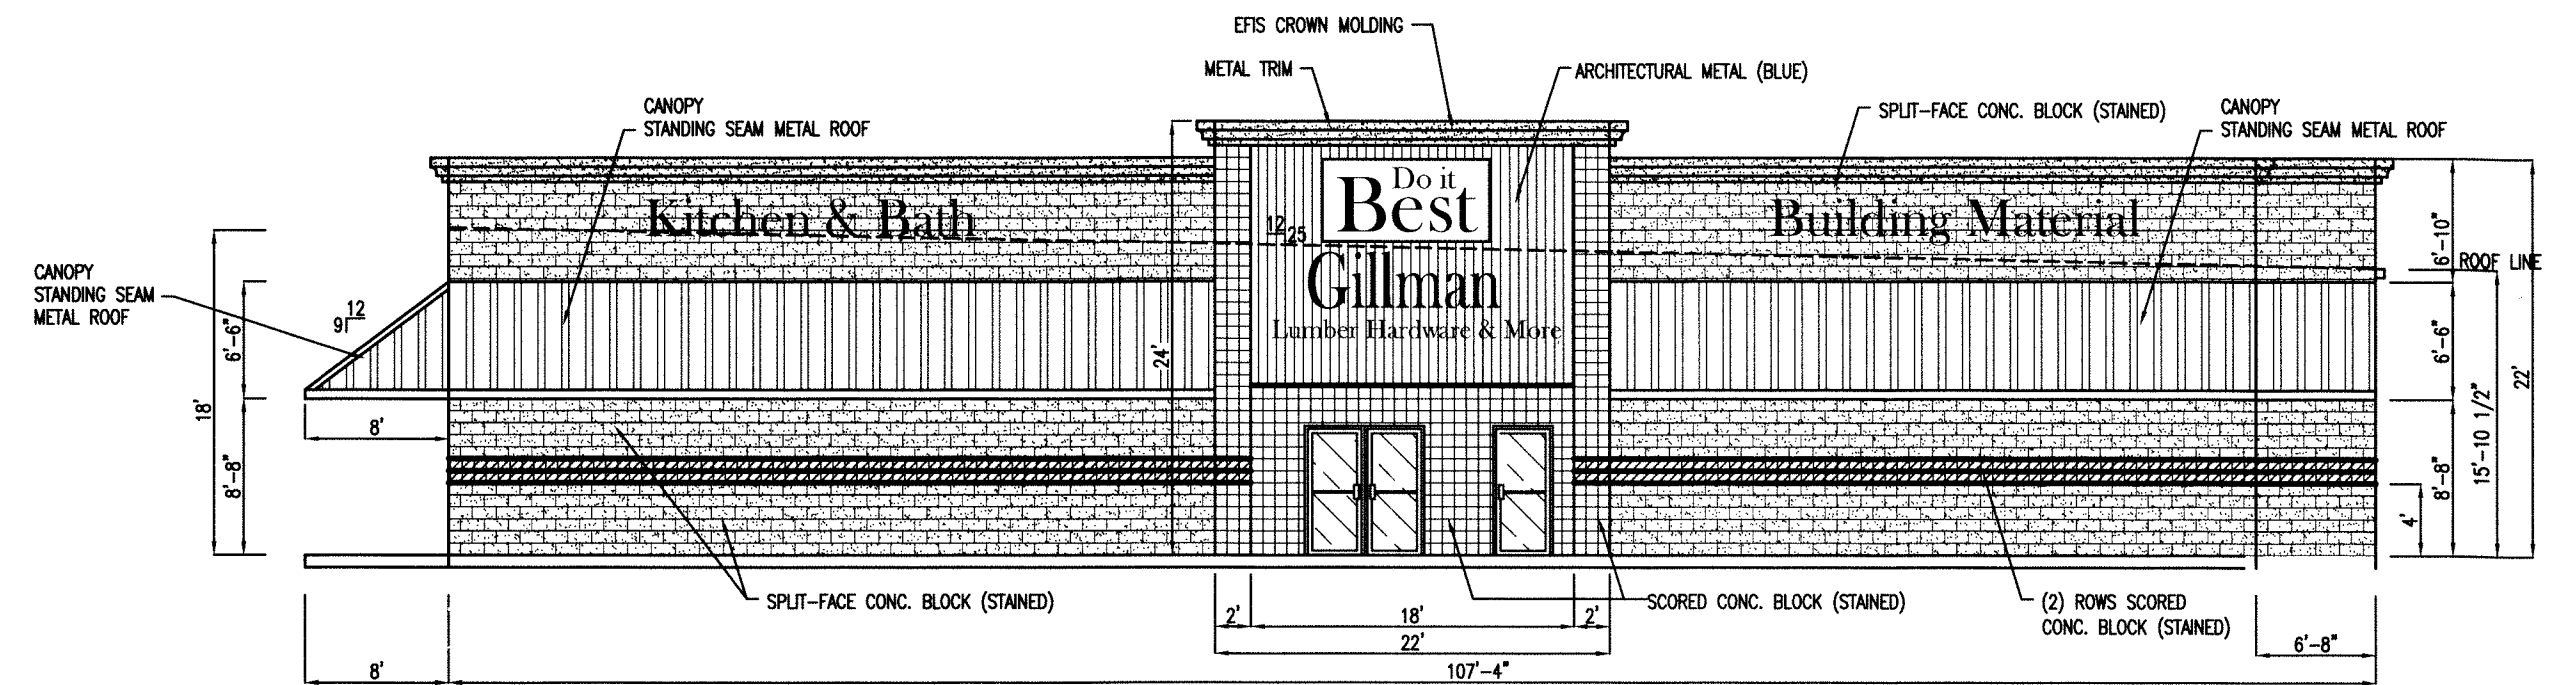 EFIS CROWN MOLDING
METAL TRIM
ARCHITECTURAL METAL (BLUE)
CANOPY
STANDING SEAM METAL ROOF
SPLIT-FACE CONC. BLOCK (STAINED)
CANOPY
STANDING SEAM METAL ROOF
Do it
Best
Kitchen & Bath
Building Material
12
25
Gillman
Lumber Hardware & More
CANOPY
STANDING SEAM
METAL ROOF
12
9
18'
6'-6"
8'-8"
8'
24'
6'-10"
ROOF LINE
6'-6"
22'
15'-10 1/2"
8'-8"
4'
SPLIT-FACE CONC. BLOCK (STAINED)
SCORED CONC. BLOCK (STAINED)
(2) ROWS SCORED
CONC. BLOCK (STAINED)
2'
18'
2'
22'
6'-8"
8'
107'-4"